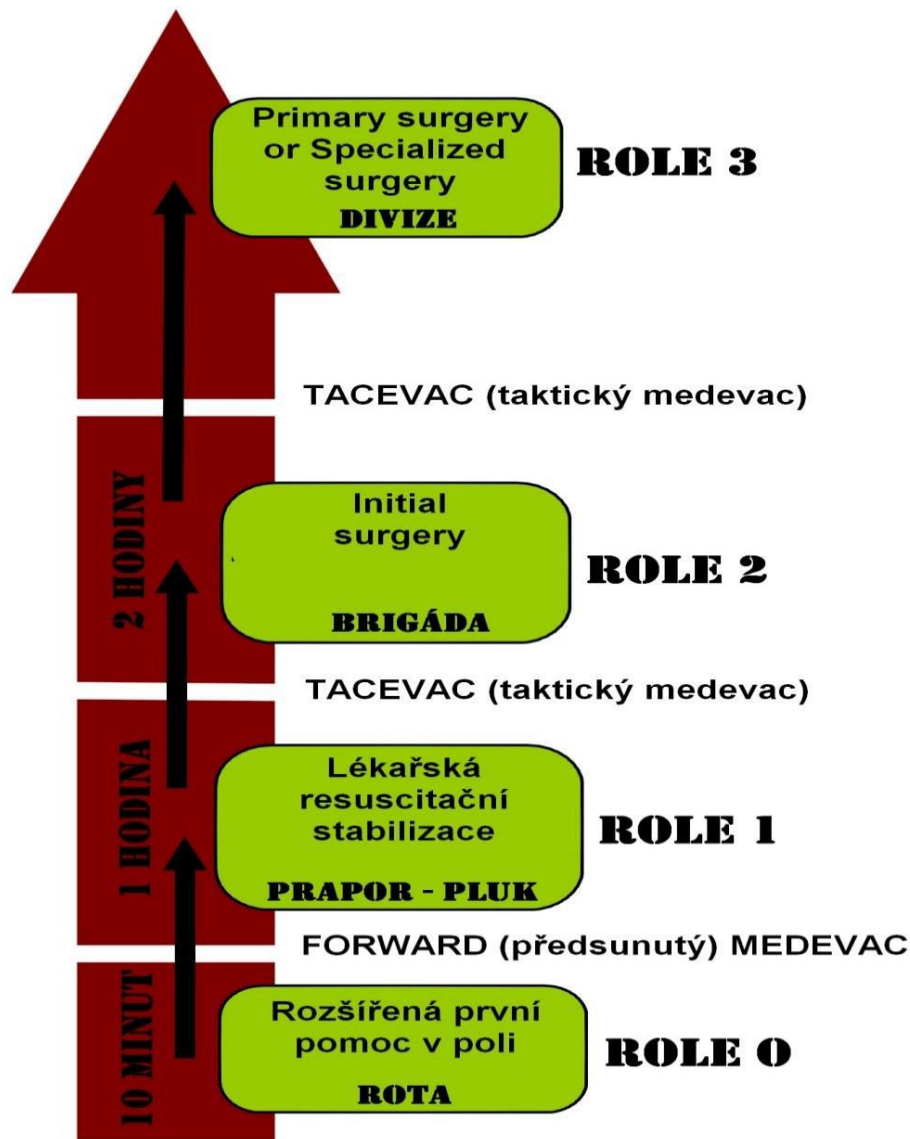 Primary surgery
or Specialized
surgery
DIVIZE
ROLE 3
TACEVAC (taktický medevac)
2 HODINY
Initial
surgery
BRIGÁDA
ROLE 2
TACEVAC (taktický medevac)
1 HODINA
Lékařská
resuscitační
stabilizace
PRAPOR - PLUK
ROLE 1
FORWARD (předsunutý) MEDEVAC
10 MINUT
Rozšířená první
pomoc v poli
ROTA
ROLE 0